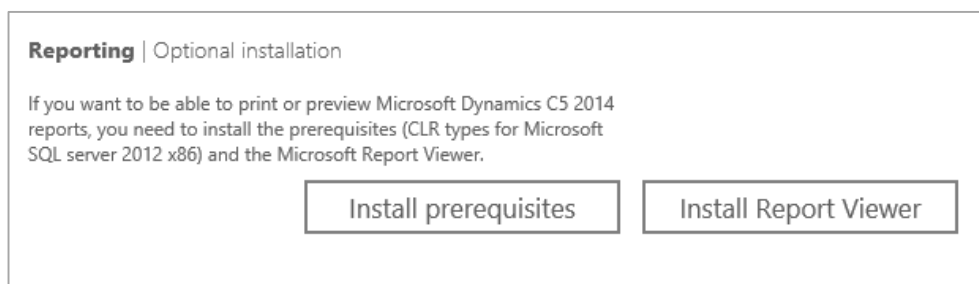 Reporting | Optional installation
If you want to be able to print or preview Microsoft Dynamics C5 2014
reports, you need to install the prerequisites (CLR types for Microsoft
SQL server 2012 x86) and the Microsoft Report Viewer.
Install prerequisites
Install Report Viewer